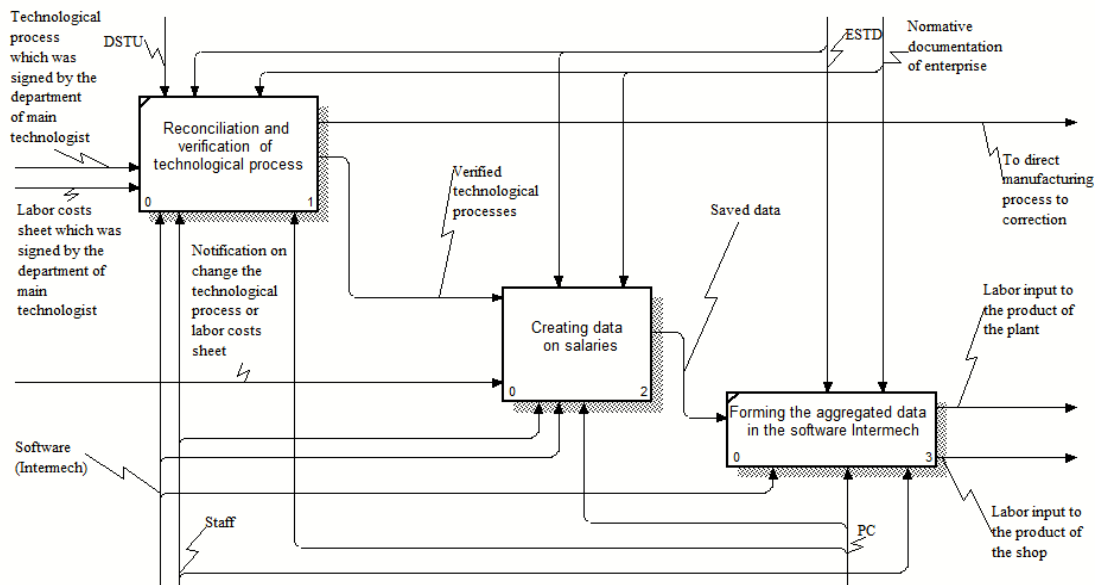 Technological
process
which was
signed by the
department
of main
technologist
DSTU
ESTD
Normative
documentation
of enterprise
Reconciliation and
verification of
technological process
0
1
To direct
manufacturing
process to
correction
Labor costs
sheet which was
signed by the
department of
main
technologist
Verified
technological
processes
Saved data
Notification on
change the
technological
process or
labor costs
sheet
Creating data
on salaries
0
2
Labor input to
the product of
the plant
Forming the aggregated data
in the software Intermech
0
3
Software
(Intermech)
Staff
PC
Labor input to
the product of
the shop